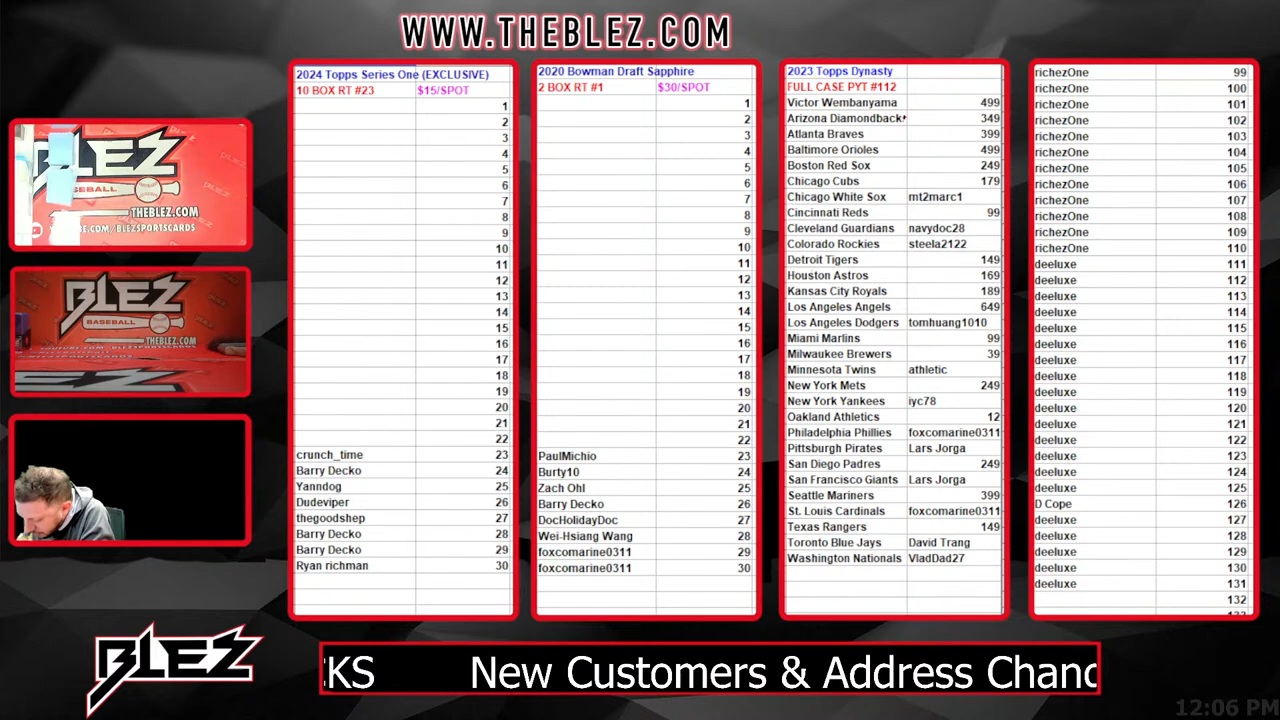 WWW.THEBLEZ.COM
BLEZ
BASEBALL
THEBLEZ.COM
BLEZ
BASEBALL
THEBLEZ.COM
2024 Topps Series One (EXCLUSIVE)
10 BOX RT #23 $15/SPOT
1
2
3
4
5
6
7
8
9
10
11
12
13
14
15
16
17
18
19
20
21
22
crunch_time 23
Barry Decko 24
Yanndog 25
Dudeviper 26
thegoodshep 27
Barry Decko 28
Barry Decko 29
Ryan richman 30
2020 Bowman Draft Sapphire
2 BOX RT #1 $30/SPOT
1
2
3
4
5
6
7
8
9
10
11
12
13
14
15
16
17
18
19
20
21
22
PaulMichio 23
Burty10 24
Zach Ohl 25
Barry Decko 26
DocHolidayDoc 27
Wei-Hsiang Wang 28
foxcomarine0311 29
foxcomarine0311 30
2023 Topps Dynasty
FULL CASE PYT #112
Victor Wembanyama 499
Arizona Diamondback 349
Atlanta Braves 399
Baltimore Orioles 499
Boston Red Sox 249
Chicago Cubs 179
Chicago White Sox mt2marc1
Cincinnati Reds 99
Cleveland Guardians navydoc28
Colorado Rockies steela2122
Detroit Tigers 149
Houston Astros 169
Kansas City Royals 189
Los Angeles Angels 649
Los Angeles Dodgers tomhuang1010
Miami Marlins 99
Milwaukee Brewers 39
Minnesota Twins athletic
New York Mets 249
New York Yankees iyc78
Oakland Athletics 12
Philadelphia Phillies foxcomarine0311
Pittsburgh Pirates Lars Jorga
San Diego Padres 249
San Francisco Giants Lars Jorga
Seattle Mariners 399
St. Louis Cardinals foxcomarine0311
Texas Rangers 149
Toronto Blue Jays David Trang
Washington Nationals VladDad27
richezOne 99
richezOne 100
richezOne 101
richezOne 102
richezOne 103
richezOne 104
richezOne 105
richezOne 106
richezOne 107
richezOne 108
richezOne 109
richezOne 110
deeluxe 111
deeluxe 112
deeluxe 113
deeluxe 114
deeluxe 115
deeluxe 116
deeluxe 117
deeluxe 118
deeluxe 119
deeluxe 120
deeluxe 121
deeluxe 122
deeluxe 123
deeluxe 124
deeluxe 125
D Cope 126
deeluxe 127
deeluxe 128
deeluxe 129
deeluxe 130
deeluxe 131
132
BLEZ
CKS New Customers & Address Chanc
12:06 PM